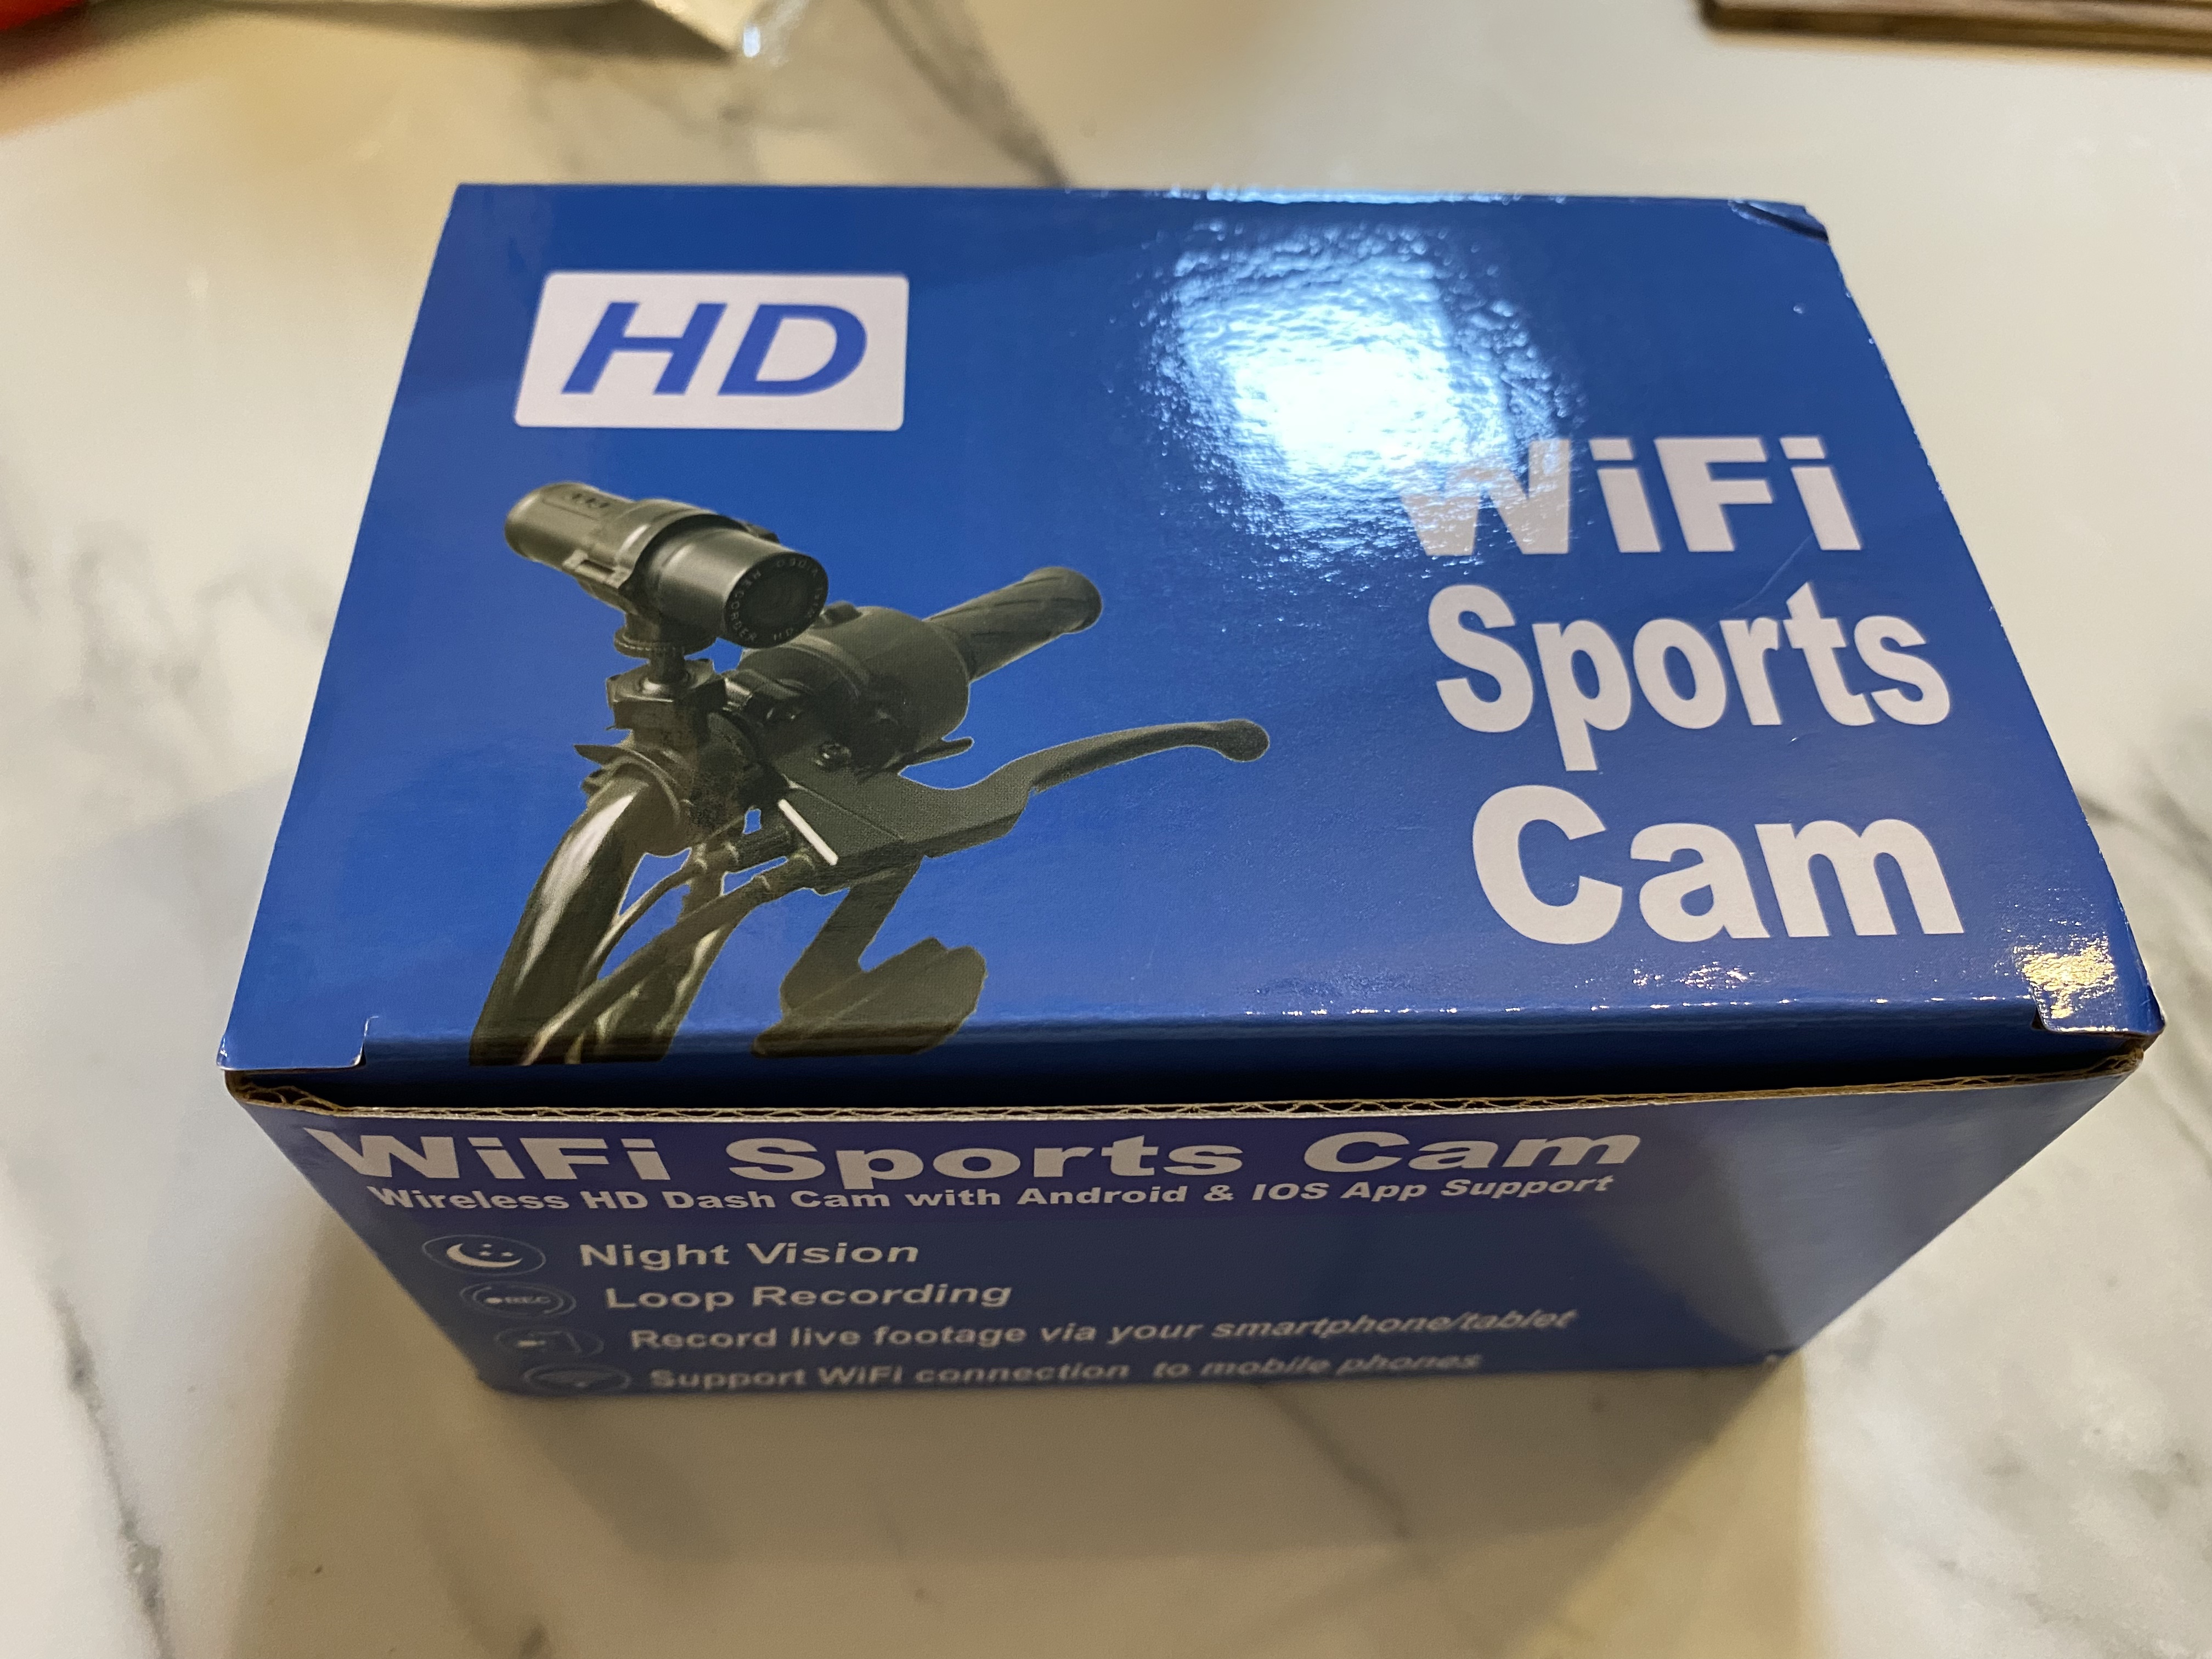 HD
WiFi
Sports
Cam
WiFi Sports Cam
Wireless HD Dash Cam with Android & IOS App Support
Night Vision
REC
Loop Recording
Record live footage via your smartphone/tablet
Support WiFi connection to mobile phones